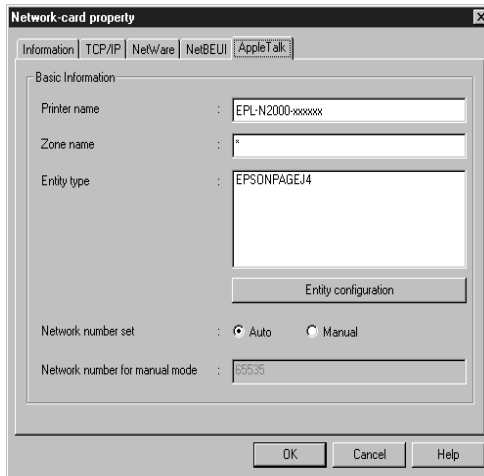 Network-card property
Information TCP/IP NetWare NetBEUI AppleTalk
Basic Information
Printer name : EPL-N2000-xxxxxx
Zone name : *
Entity type : EPSONPAGEJ4
Entity configuration
Network number set : Auto Manual
Network number for manual mode : 65535
OK Cancel Help